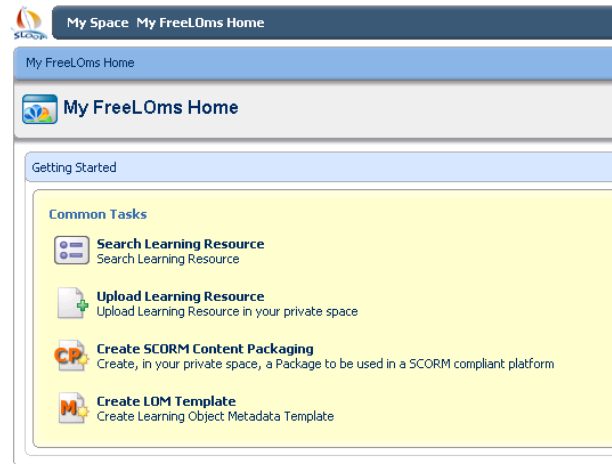 SLOOP
My Space My FreeLOms Home
My FreeLOms Home
My FreeLOms Home
Getting Started
Common Tasks
Search Learning Resource
Search Learning Resource
Upload Learning Resource
Upload Learning Resource in your private space
CP
Create SCORM Content Packaging
Create, in your private space, a Package to be used in a SCORM compliant platform
M
Create LOM Template
Create Learning Object Metadata Template